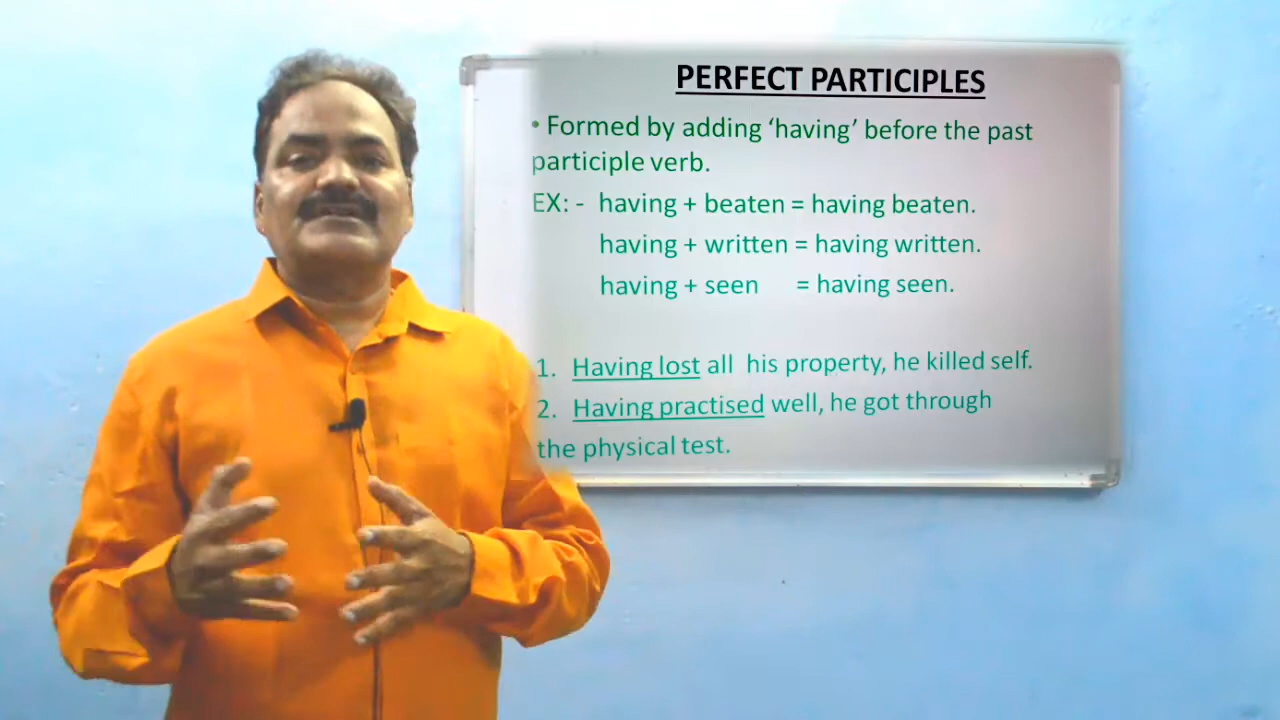 PERFECT PARTICIPLES
• Formed by adding ‘having’ before the past
participle verb.
EX: - having + beaten = having beaten.
having + written = having written.
having + seen = having seen.
1. Having lost all his property, he killed self.
2. Having practised well, he got through
the physical test.